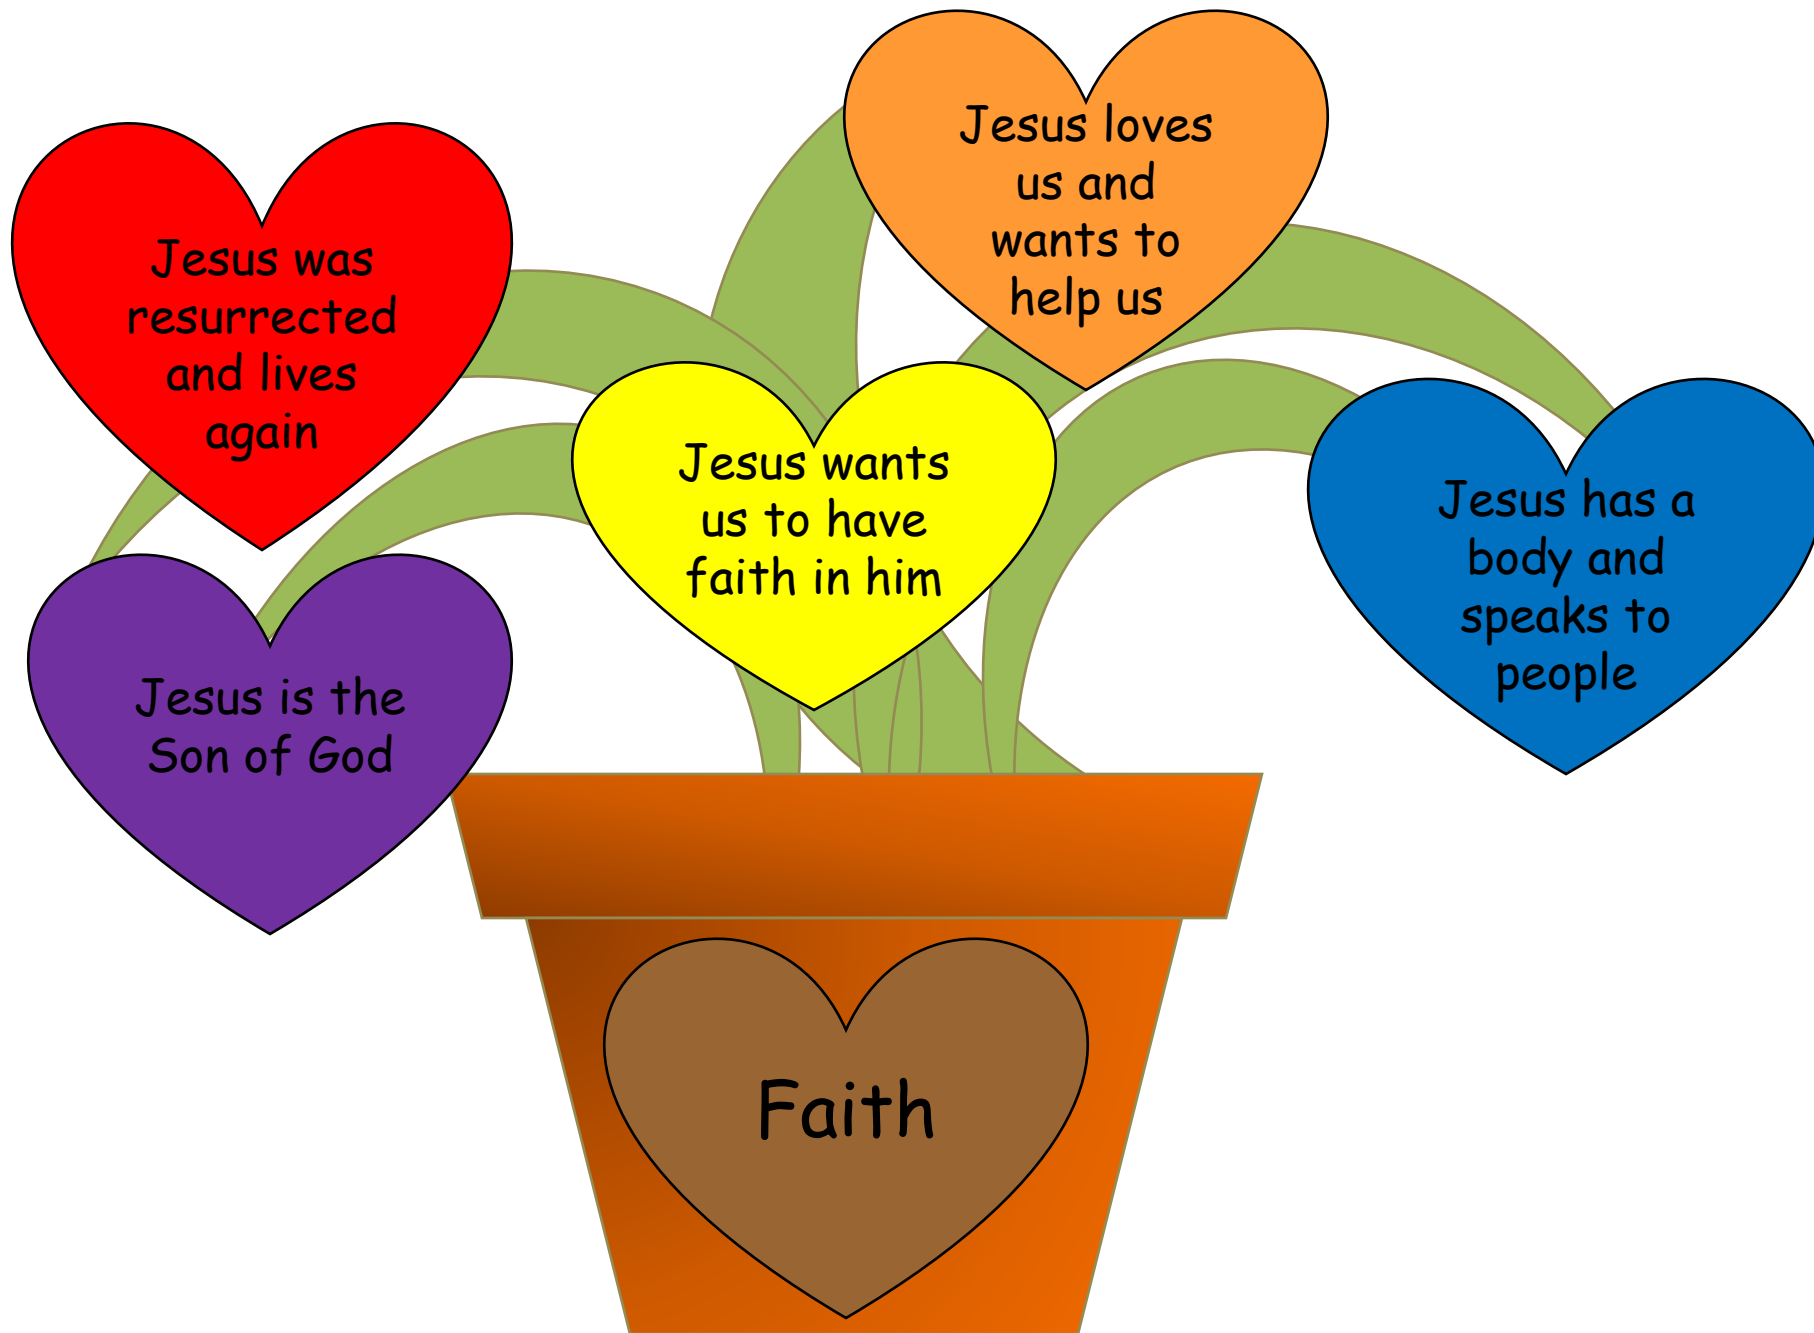 Jesus loves
us and
wants to
help us
Jesus was
resurrected
and lives
again
Jesus wants
us to have
faith in him
Jesus has a
body and
speaks to
people
Jesus is the
Son of God
Faith